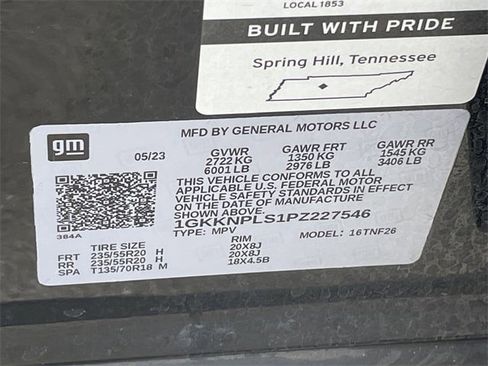 LOCAL 1853
BUILT WITH PRIDE
Spring Hill, Tennessee
gm
MFD BY GENERAL MOTORS LLC
05/23
GVWR GAWR FRT GAWR RR
2722 KG 1350 KG 1545 KG
6001 LB 2976 LB 3406 LB
THIS VEHICLE CONFORMS TO ALL
APPLICABLE U.S. FEDERAL MOTOR
VEHICLE SAFETY STANDARDS IN EFFECT
ON THE DATE OF MANUFACTURE
SHOWN ABOVE.
1GKKNPLS1PZ227546
TYPE: MPV MODEL: 16TNF26
384A
TIRE SIZE RIM
FRT 235/55R20 H 20X8J
RR 235/55R20 H 20X8J
SPA T135/70R18 M 18X4.5B